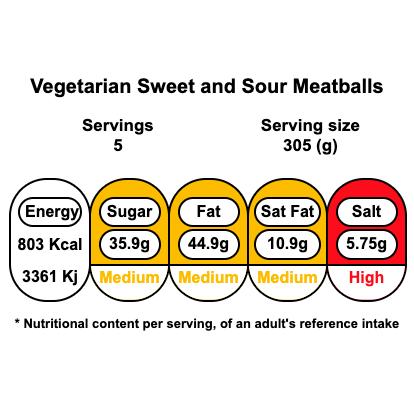 Vegetarian Sweet and Sour Meatballs
Servings
5
Serving size
305 (g)
Energy
803 Kcal
3361 Kj
Sugar
35.9g
Medium
Fat
44.9g
Medium
Sat Fat
10.9g
Medium
Salt
5.75g
High
* Nutritional content per serving, of an adult's reference intake